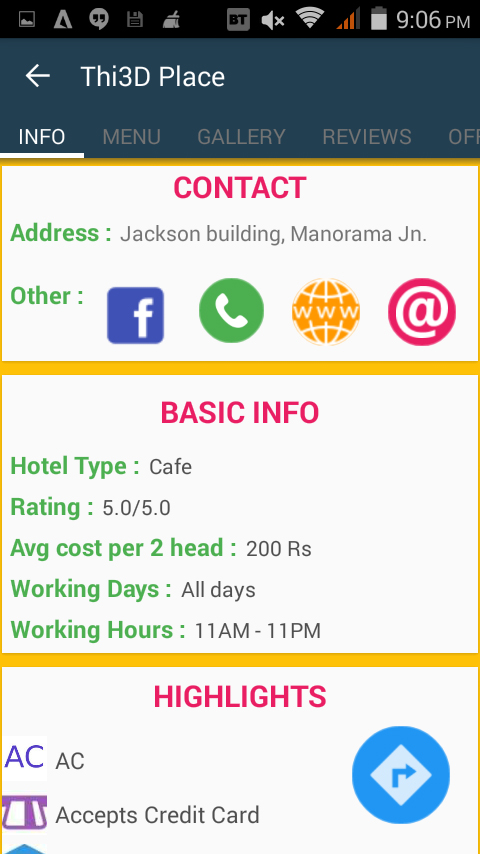 BT 9:06 PM
Thi3D Place
INFO MENU GALLERY REVIEWS OFF
CONTACT
Address : Jackson building, Manorama Jn.
Other : f www @
BASIC INFO
Hotel Type : Cafe
Rating : 5.0/5.0
Avg cost per 2 head : 200 Rs
Working Days : All days
Working Hours : 11AM - 11PM
HIGHLIGHTS
AC AC
Accepts Credit Card